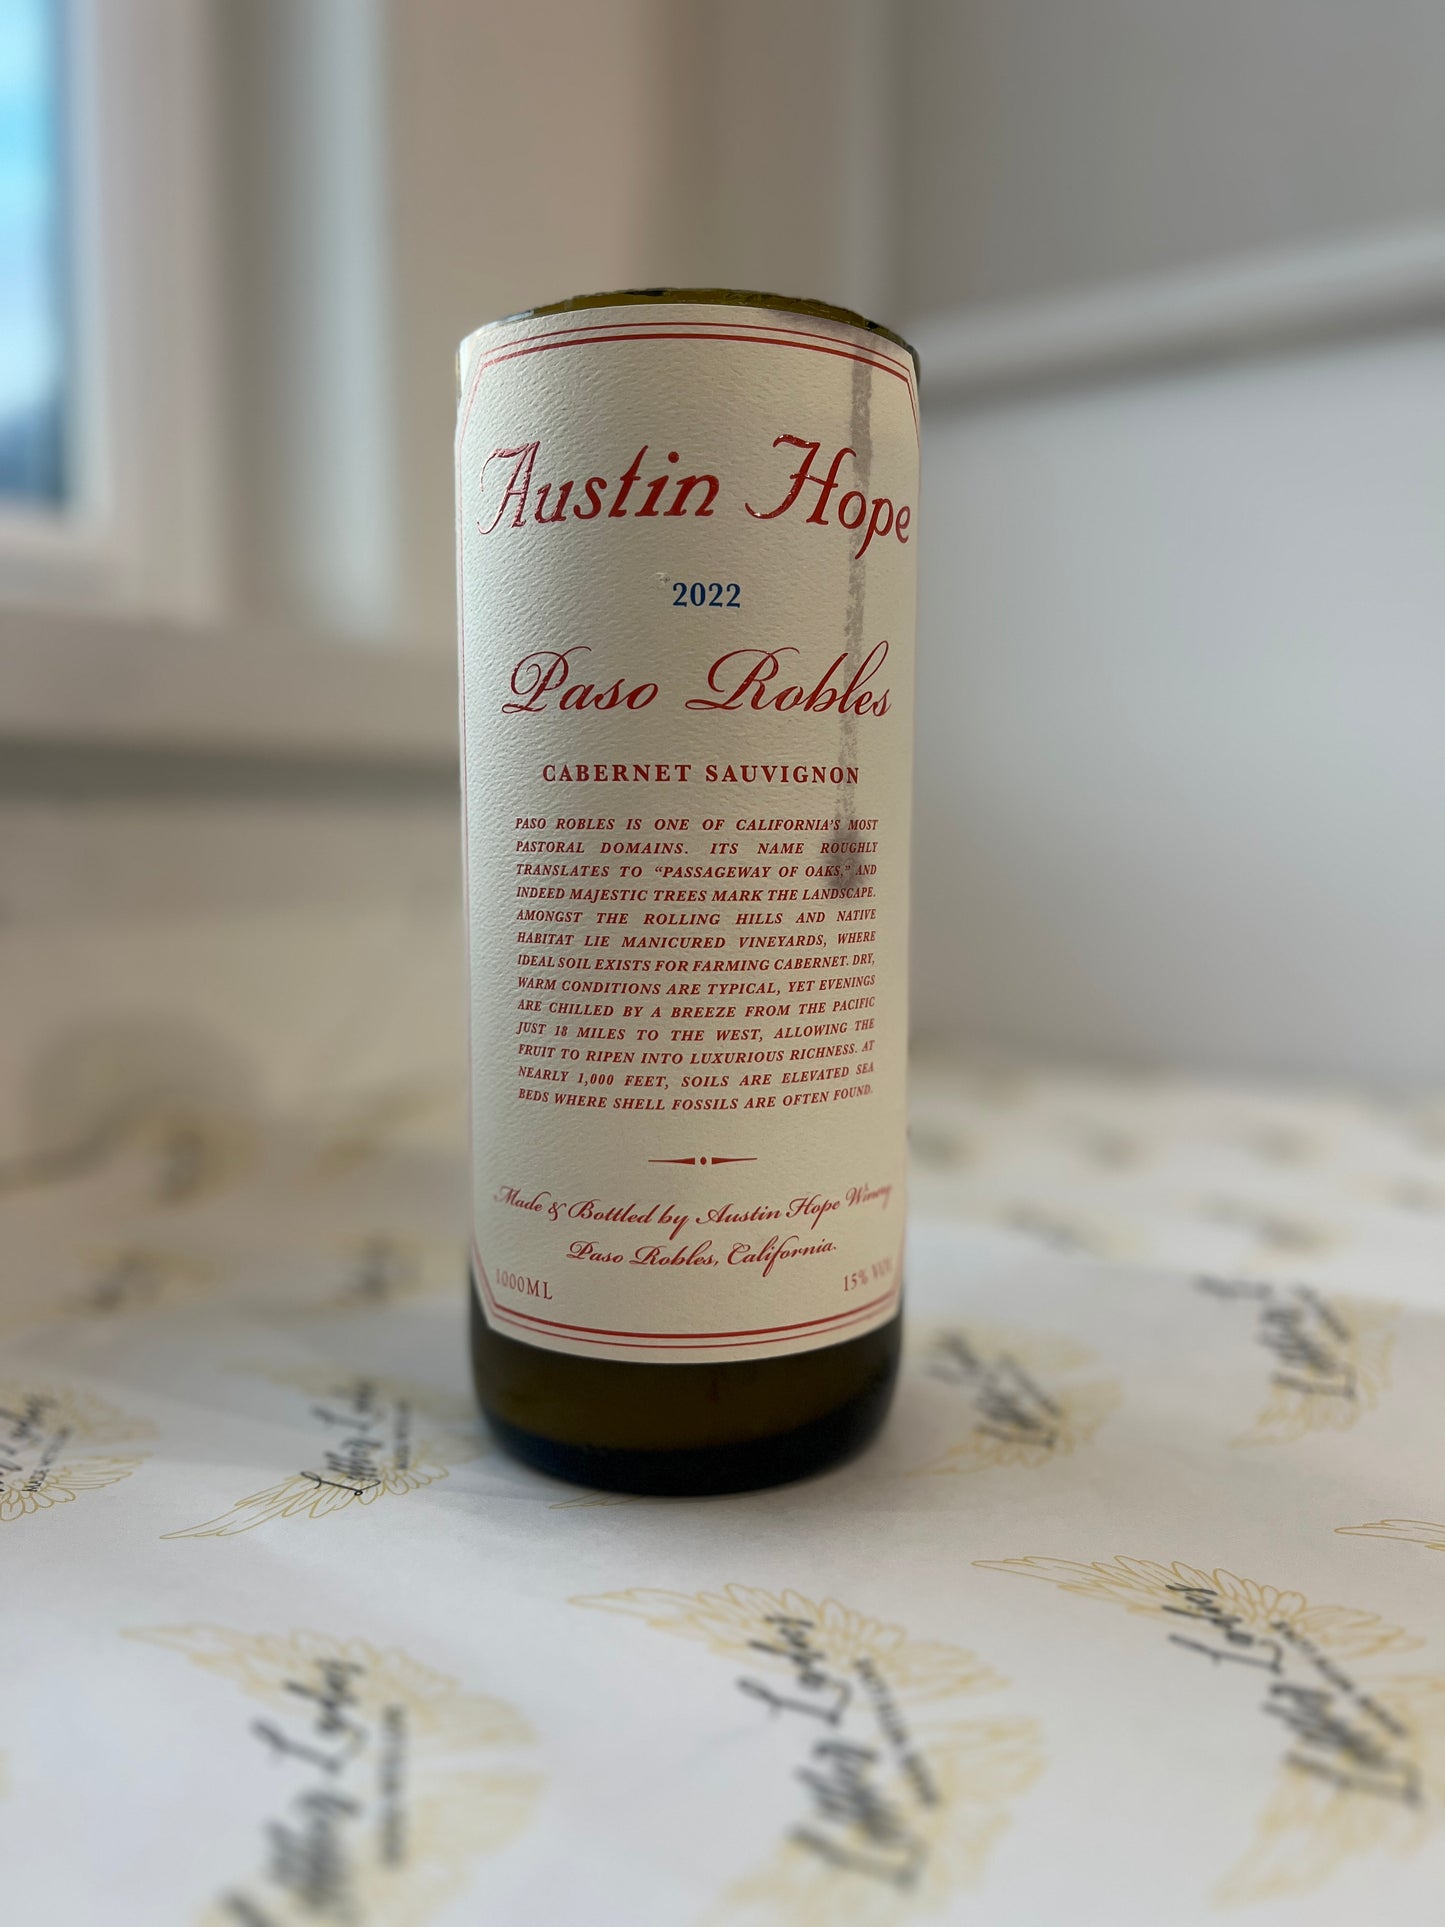 Austin Hope
2022
Paso Robles
CABERNET SAUVIGNON
PASO ROBLES IS ONE OF CALIFORNIA'S MOST
PASTORAL DOMAINS. ITS NAME ROUGHLY
TRANSLATES TO “PASSAGEWAY OF OAKS,” AND
INDEED MAJESTIC TREES MARK THE LANDSCAPE.
AMONGST THE ROLLING HILLS AND NATIVE
HABITAT LIE MANICURED VINEYARDS, WHERE
IDEAL SOIL EXISTS FOR FARMING CABERNET. DRY,
WARM CONDITIONS ARE TYPICAL, YET EVENINGS
ARE CHILLED BY A BREEZE FROM THE PACIFIC
JUST 18 MILES TO THE WEST, ALLOWING THE
FRUIT TO RIPEN INTO LUXURIOUS RICHNESS. AT
NEARLY 1,000 FEET, SOILS ARE ELEVATED SEA
BEDS WHERE SHELL FOSSILS ARE OFTEN FOUND.
Made & Bottled by Austin Hope Winery
Paso Robles, California.
1000ML 15% VOL